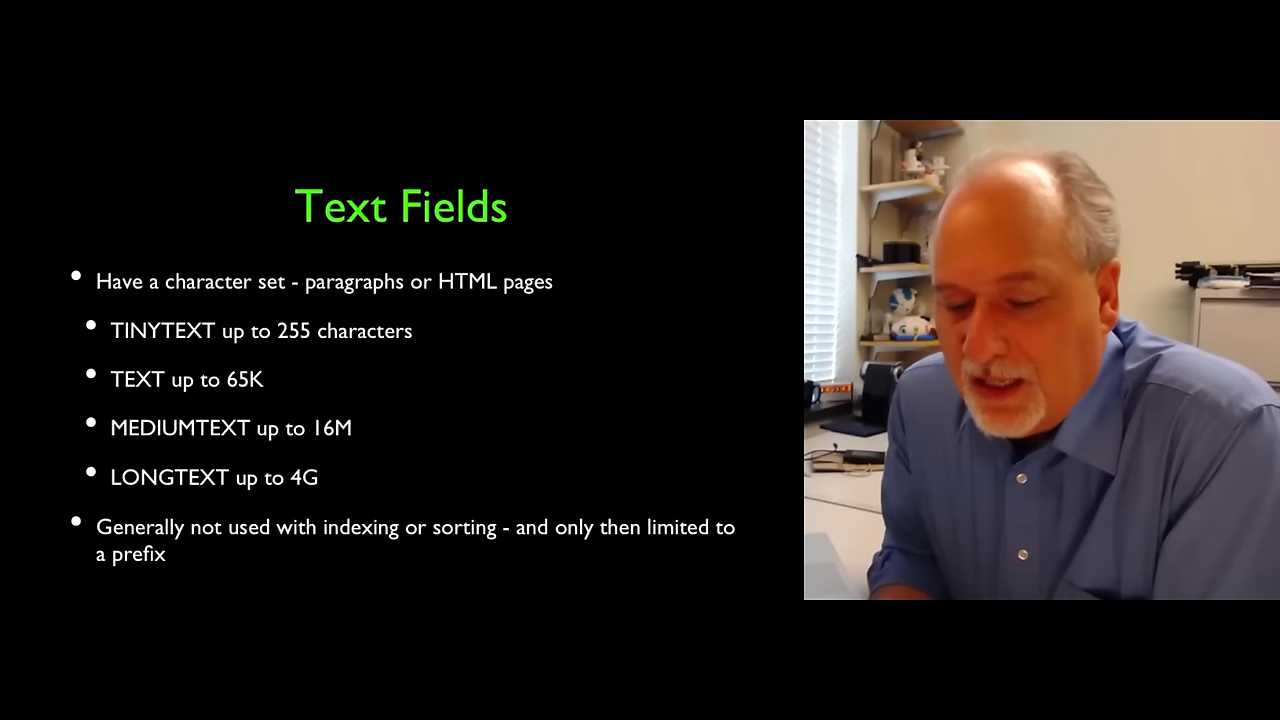 Text Fields
• Have a character set - paragraphs or HTML pages
• TINYTEXT up to 255 characters
• TEXT up to 65K
• MEDIUMTEXT up to 16M
• LONGTEXT up to 4G
• Generally not used with indexing or sorting - and only then limited to
a prefix